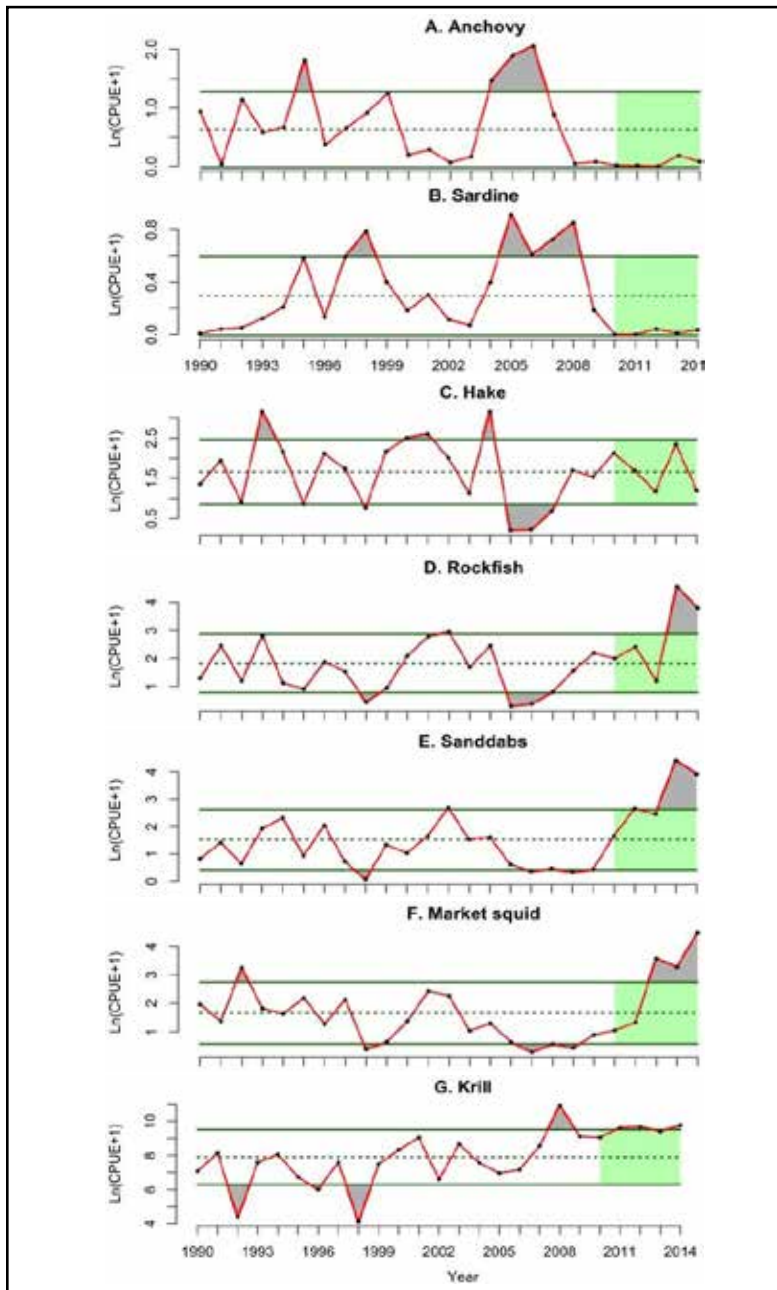 A. Anchovy
Ln(CPUE+1)
0.0 1.0 2.0
B. Sardine
Ln(CPUE+1)
0.0 0.4 0.8
1990 1993 1996 1999 2002 2005 2008 2011 201
C. Hake
Ln(CPUE+1)
0.5 1.5 2.5
D. Rockfish
Ln(CPUE+1)
1 2 3 4
E. Sanddabs
Ln(CPUE+1)
0 1 2 3 4
F. Market squid
Ln(CPUE+1)
1 2 3 4
G. Krill
Ln(CPUE+1)
4 6 8 10
1990 1993 1996 1999 2002 2005 2008 2011 2014
Year